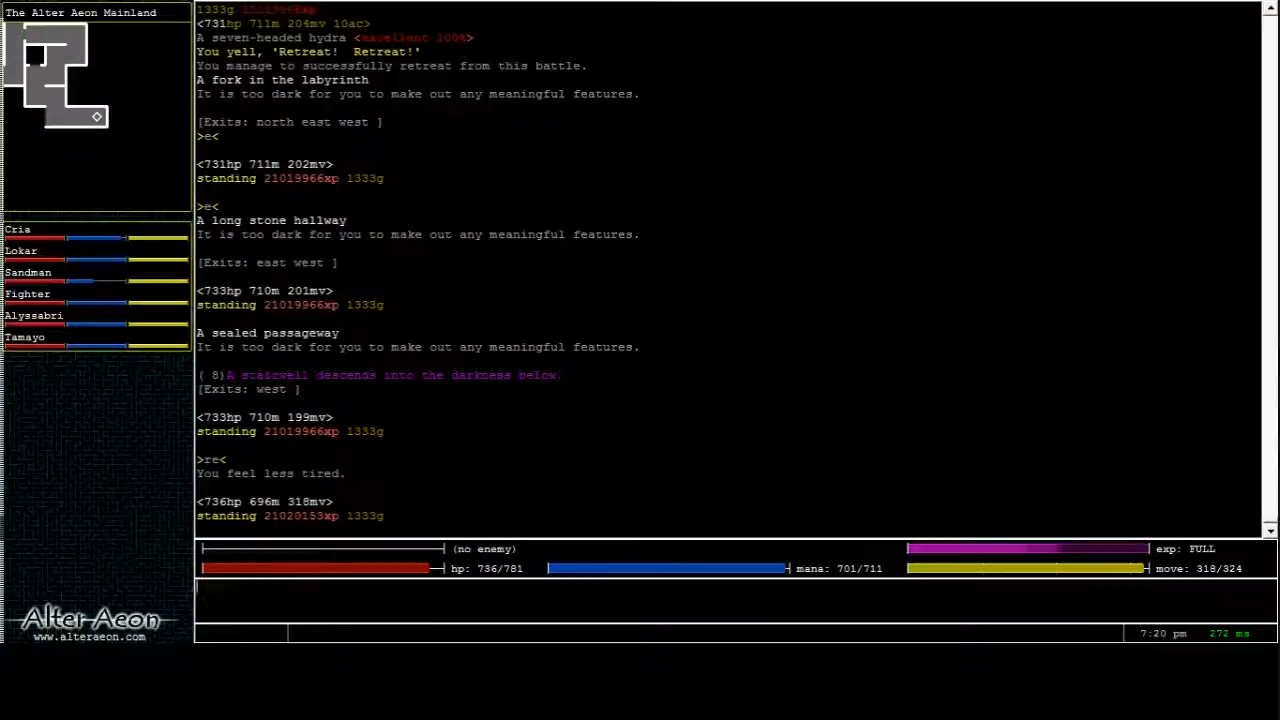 The Alter Aeon Mainland
Cria
Lokar
Sandman
Fighter
Alyssabri
Tamayo
Alter Aeon
www.alteraeon.com
1333g
<731hp 711m 204mv 10ac>
A seven-headed hydra <excellent 100%>
You yell, 'Retreat!  Retreat!'
You manage to successfully retreat from this battle.
A fork in the labyrinth
It is too dark for you to make out any meaningful features.
[Exits: north east west ]
>e<
<731hp 711m 202mv>
standing 21019966xp 1333g
>e<
A long stone hallway
It is too dark for you to make out any meaningful features.
[Exits: east west ]
<733hp 710m 201mv>
standing 21019966xp 1333g
A sealed passageway
It is too dark for you to make out any meaningful features.
( 8)A stairwell descends into the darkness below.
[Exits: west ]
<733hp 710m 199mv>
standing 21019966xp 1333g
>re<
You feel less tired.
<736hp 696m 318mv>
standing 21020153xp 1333g
(no enemy)
exp: FULL
hp: 736/781
mana: 701/711
move: 318/324
7:20 pm
272 ms